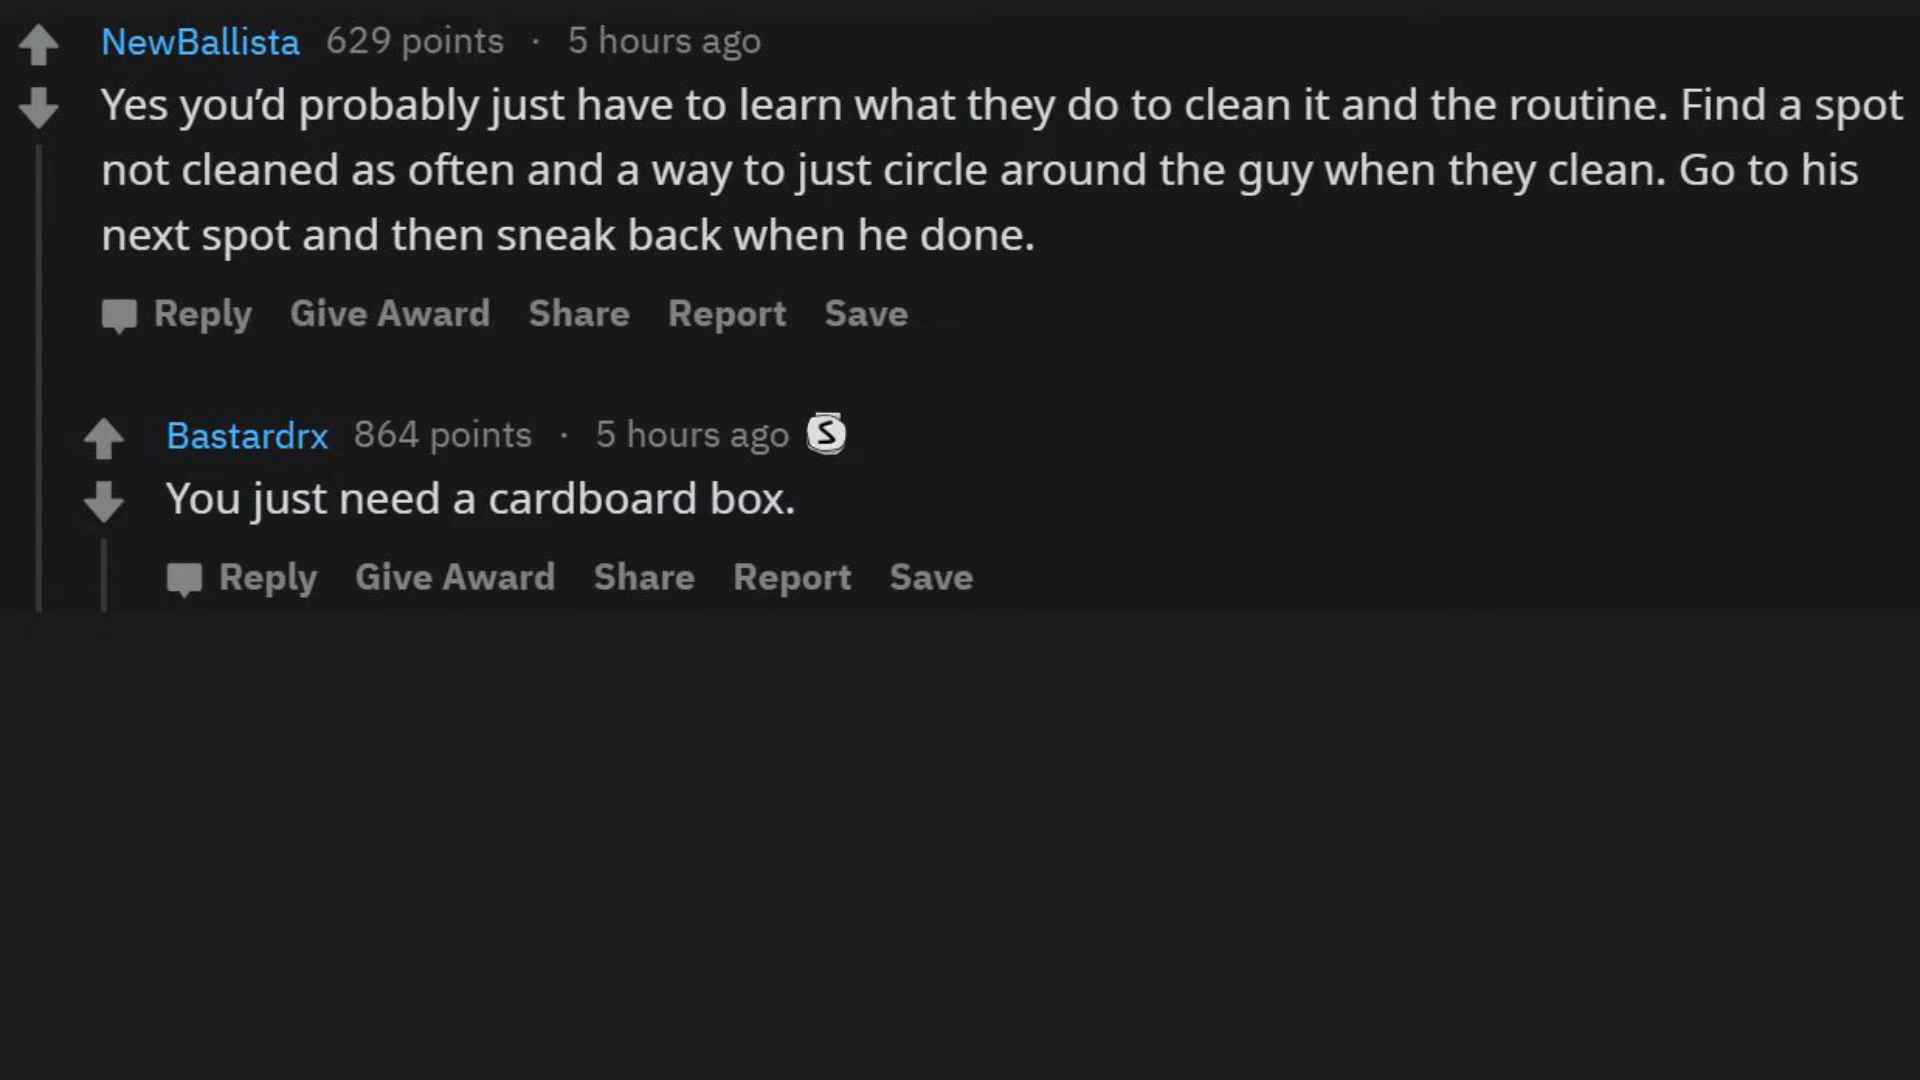 NewBallista 629 points · 5 hours ago
Yes you’d probably just have to learn what they do to clean it and the routine. Find a spot
not cleaned as often and a way to just circle around the guy when they clean. Go to his
next spot and then sneak back when he done.
Reply Give Award Share Report Save
Bastardrx 864 points · 5 hours ago S
You just need a cardboard box.
Reply Give Award Share Report Save